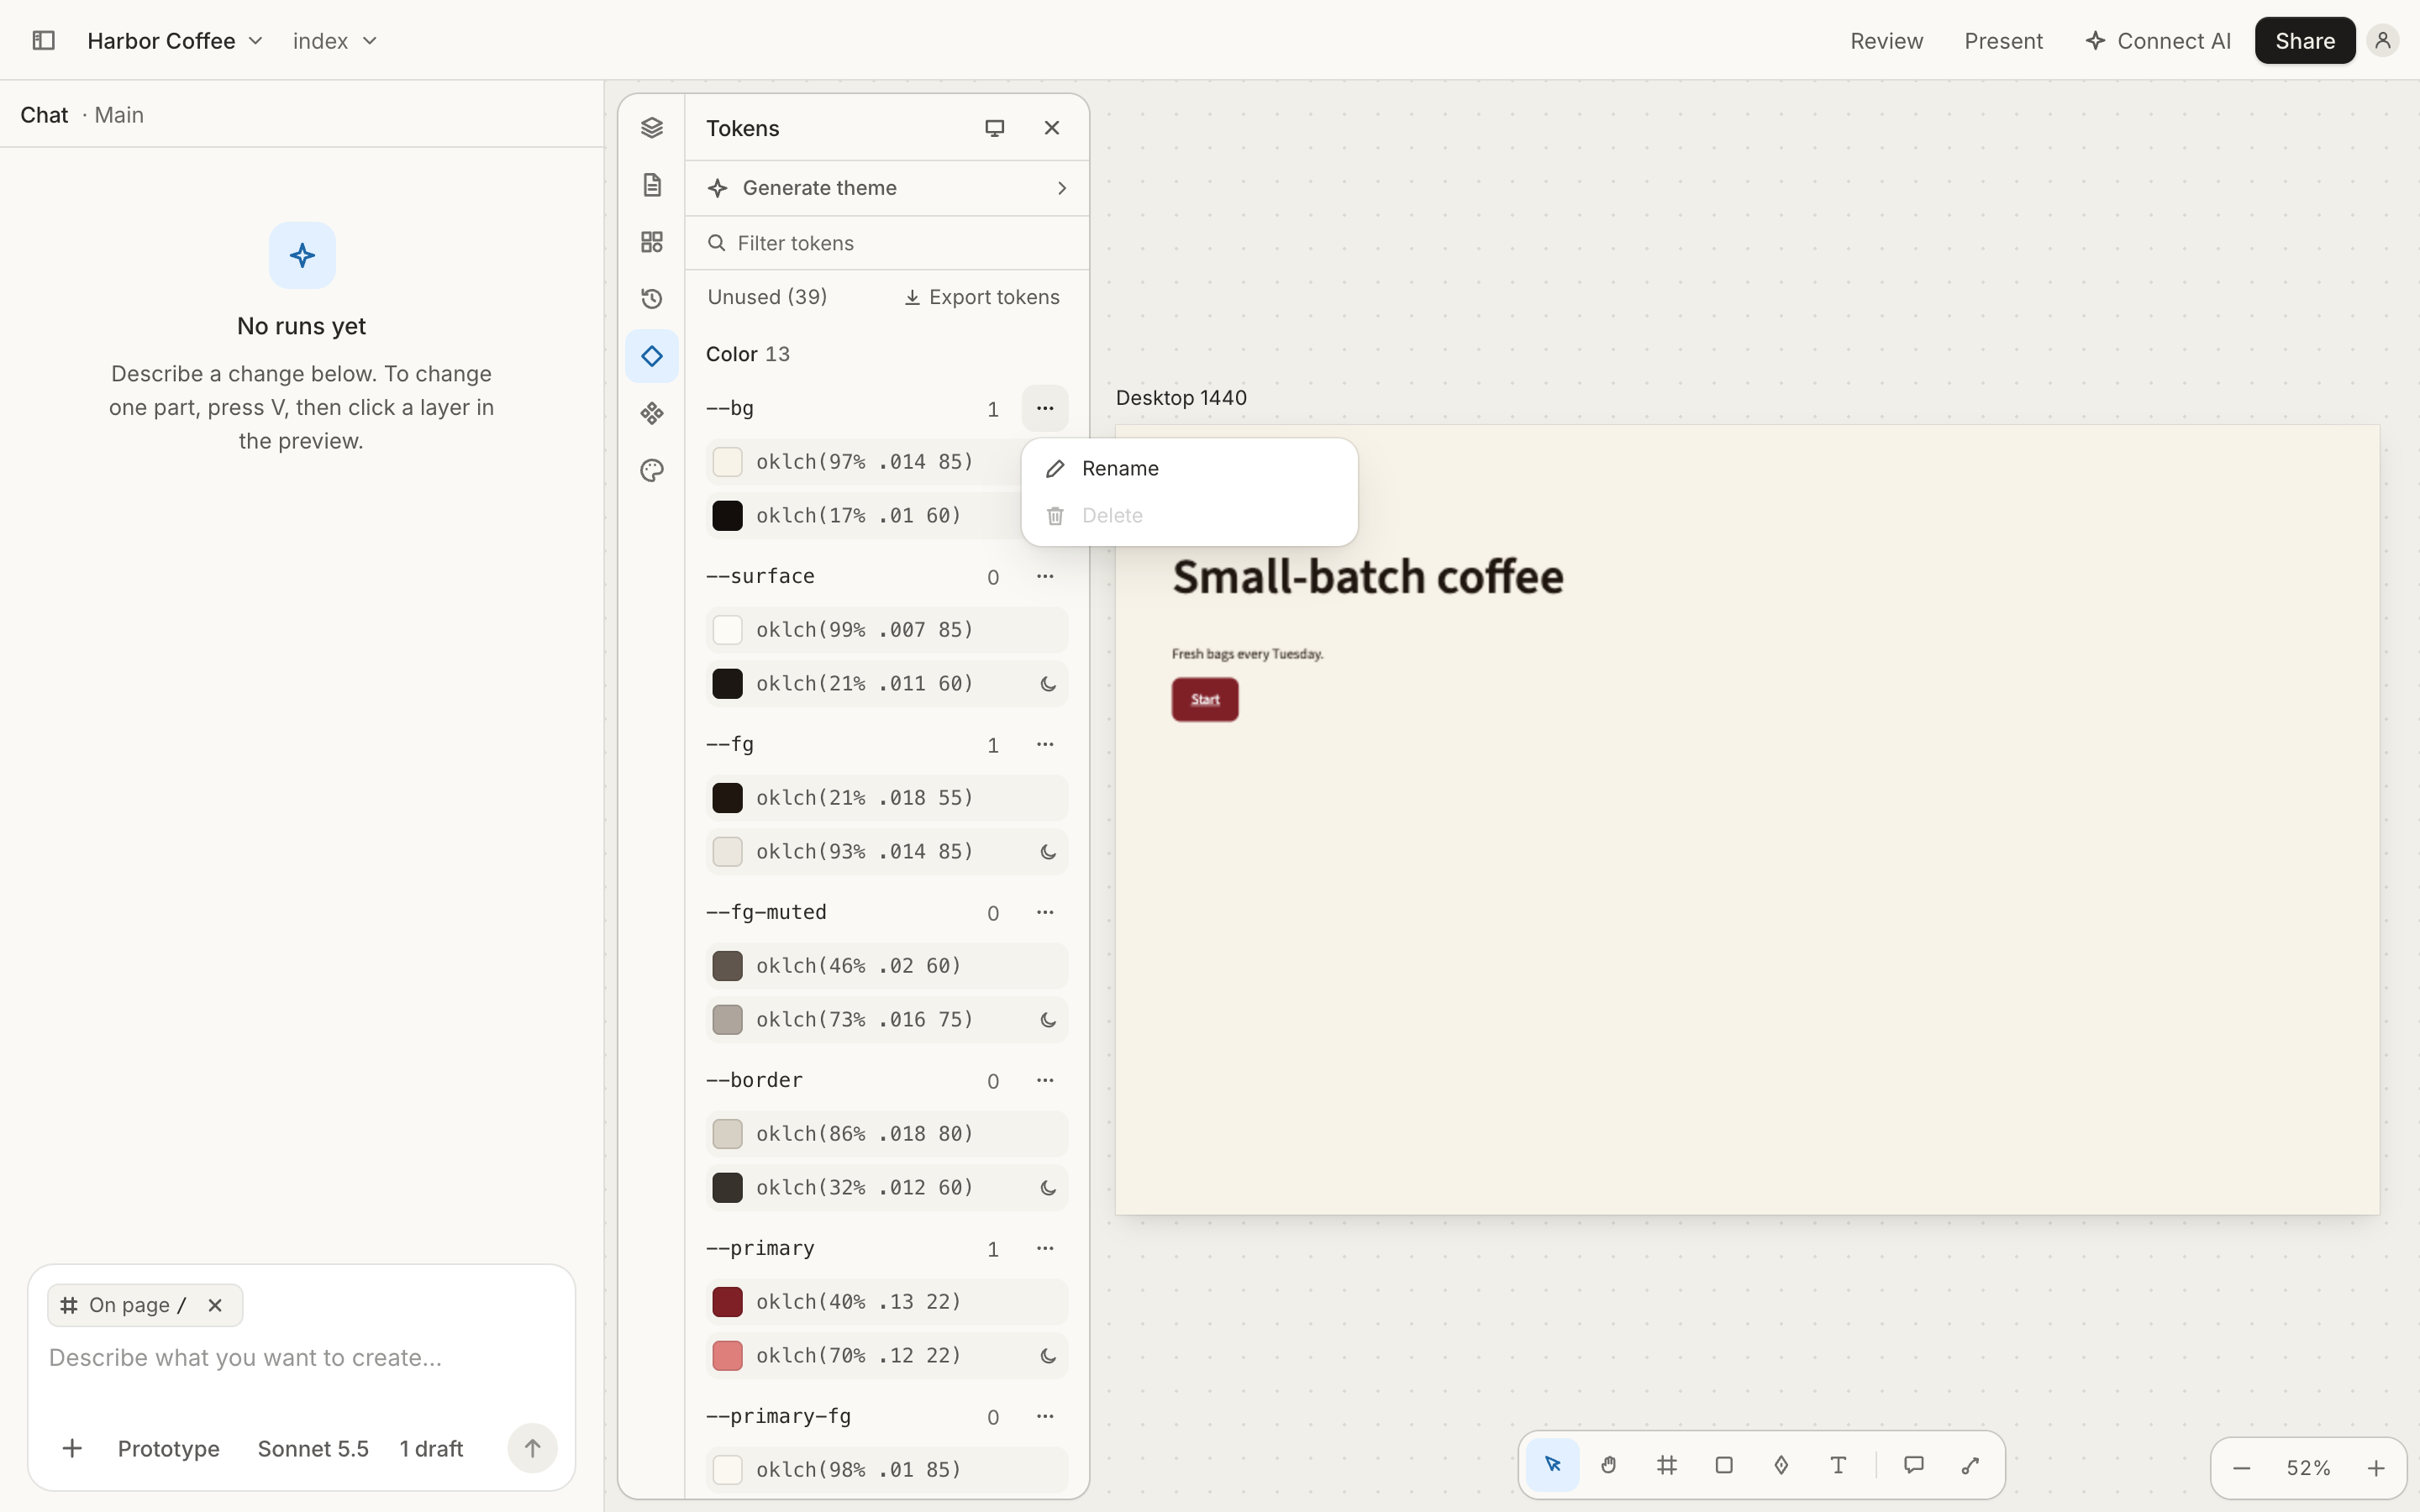 Harbor Coffee
index
Review
Present
Connect AI
Share
Chat · Main
No runs yet
Describe a change below. To change
one part, press V, then click a layer in
the preview.
On page /
Describe what you want to create...
Prototype
Sonnet 5.5
1 draft
Tokens
Generate theme
Filter tokens
Unused (39)
Export tokens
Color 13
--bg 1
oklch(97% .014 85)
oklch(17% .01 60)
Rename
Delete
--surface 0
oklch(99% .007 85)
oklch(21% .011 60)
--fg 1
oklch(21% .018 55)
oklch(93% .014 85)
--fg-muted 0
oklch(46% .02 60)
oklch(73% .016 75)
--border 0
oklch(86% .018 80)
oklch(32% .012 60)
--primary 1
oklch(40% .13 22)
oklch(70% .12 22)
--primary-fg 0
oklch(98% .01 85)
Desktop 1440
Small-batch coffee
Fresh bags every Tuesday.
Start
52%